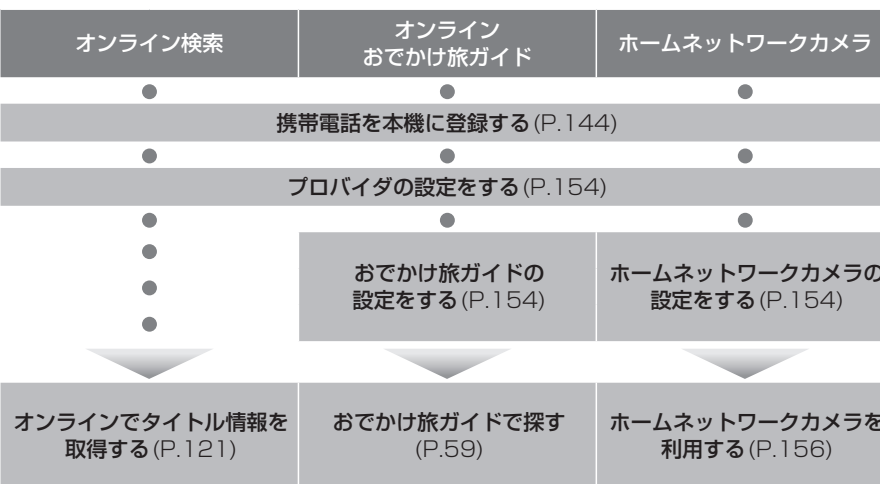 オンライン検索
オンライン
おでかけ旅ガイド
ホームネットワークカメラ
携帯電話を本機に登録する(P.144)
プロバイダの設定をする(P.154)
おでかけ旅ガイドの
設定をする(P.154)
ホームネットワークカメラの
設定をする(P.154)
オンラインでタイトル情報を
取得する(P.121)
おでかけ旅ガイドで探す
(P.59)
ホームネットワークカメラを
利用する(P.156)